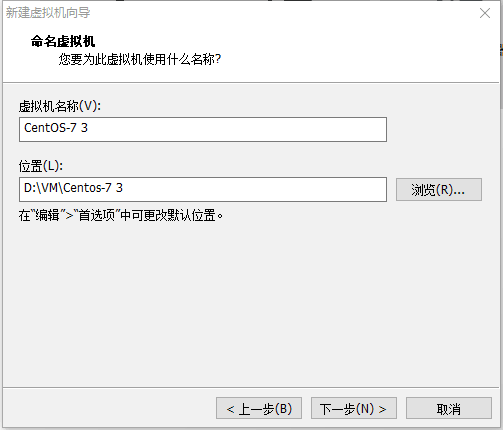 新建虚拟机向导
命名虚拟机
您要为此虚拟机使用什么名称?
虚拟机名称(V):
CentOS-7 3
位置(L):
D:\VM\Centos-7 3
浏览(R)...
在"编辑">"首选项"中可更改默认位置。
< 上一步(B)
下一步(N) >
取消